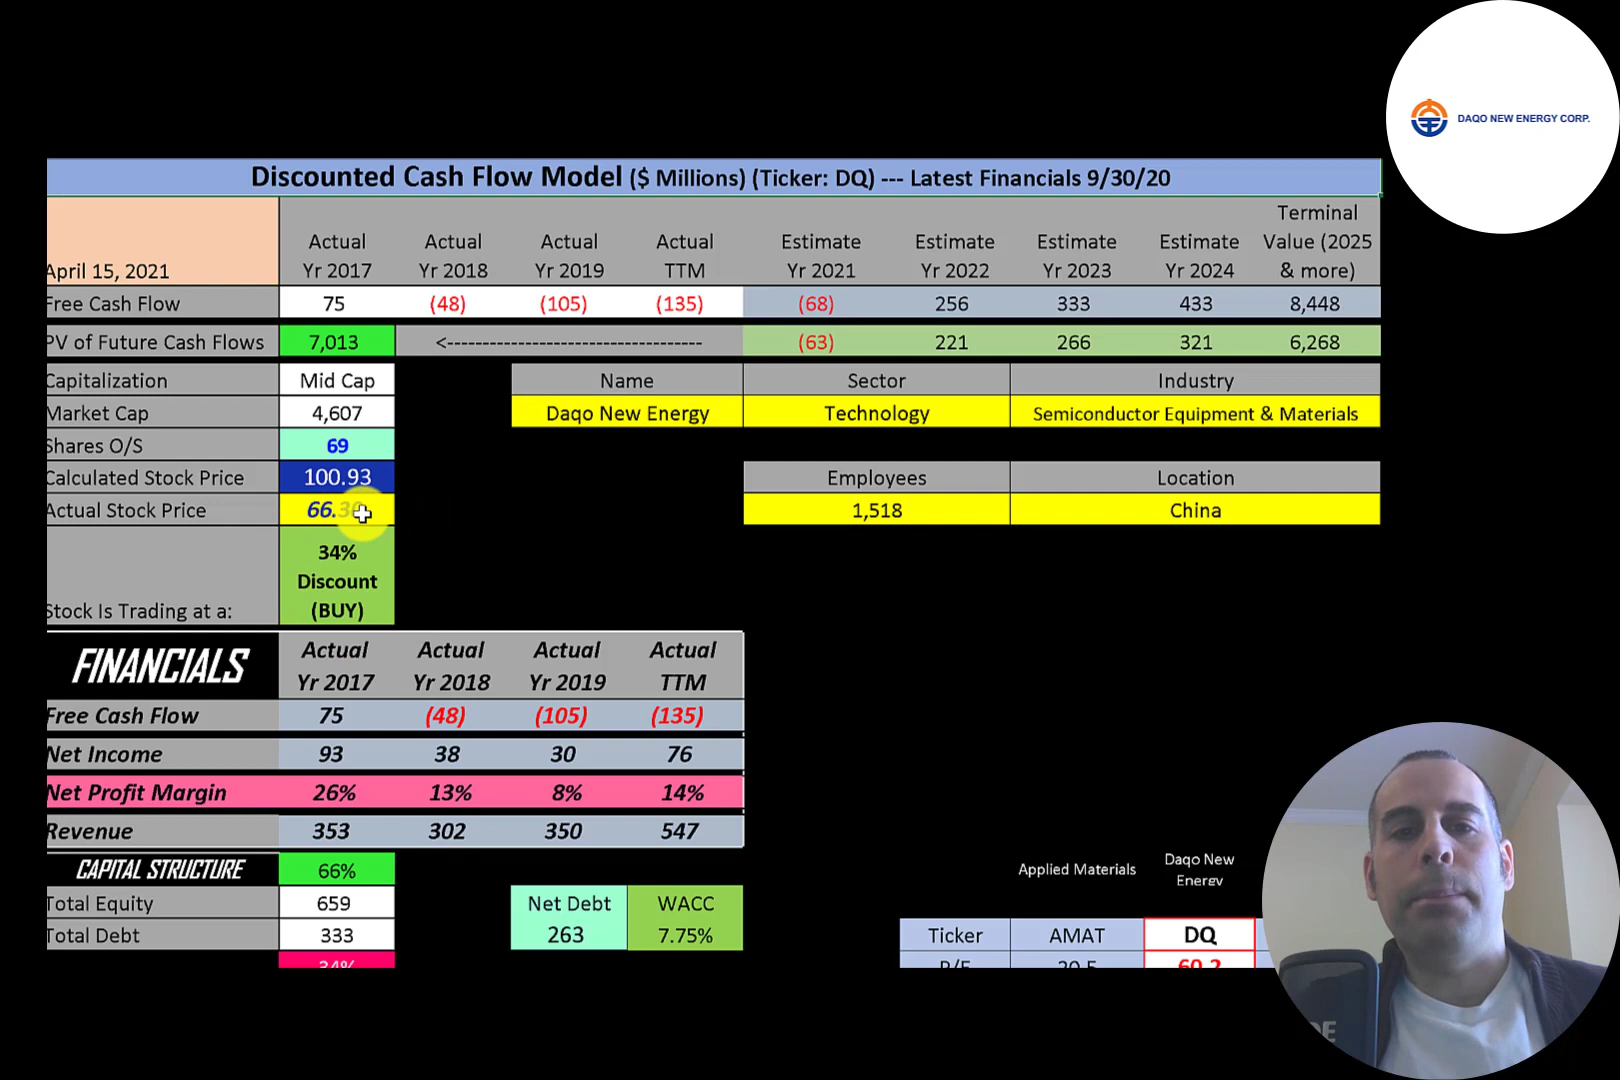 DAQO NEW ENERGY CORP.
Discounted Cash Flow Model ($ Millions) (Ticker: DQ) --- Latest Financials 9/30/20
April 15, 2021 Actual Yr 2017 Actual Yr 2018 Actual Yr 2019 Actual TTM Estimate Yr 2021 Estimate Yr 2022 Estimate Yr 2023 Estimate Yr 2024 Terminal Value (2025 & more)
Free Cash Flow 75 (48) (105) (135) (68) 256 333 433 8,448
PV of Future Cash Flows 7,013 <----------------------------------- (63) 221 266 321 6,268
Capitalization Mid Cap Name Sector Industry
Market Cap 4,607 Daqo New Energy Technology Semiconductor Equipment & Materials
Shares O/S 69
Calculated Stock Price 100.93 Employees Location
Actual Stock Price 1,518 China
Stock Is Trading at a: 34% Discount (BUY)
FINANCIALS Actual Yr 2017 Actual Yr 2018 Actual Yr 2019 Actual TTM
Free Cash Flow 75 (48) (105) (135)
Net Income 93 38 30 76
Net Profit Margin 26% 13% 8% 14%
Revenue 353 302 350 547
CAPITAL STRUCTURE 66% Applied Materials Daqo New Energy
Total Equity 659 Net Debt WACC
Total Debt 333 263 7.75% Ticker AMAT DQ
34% P/E 20.5 60.2